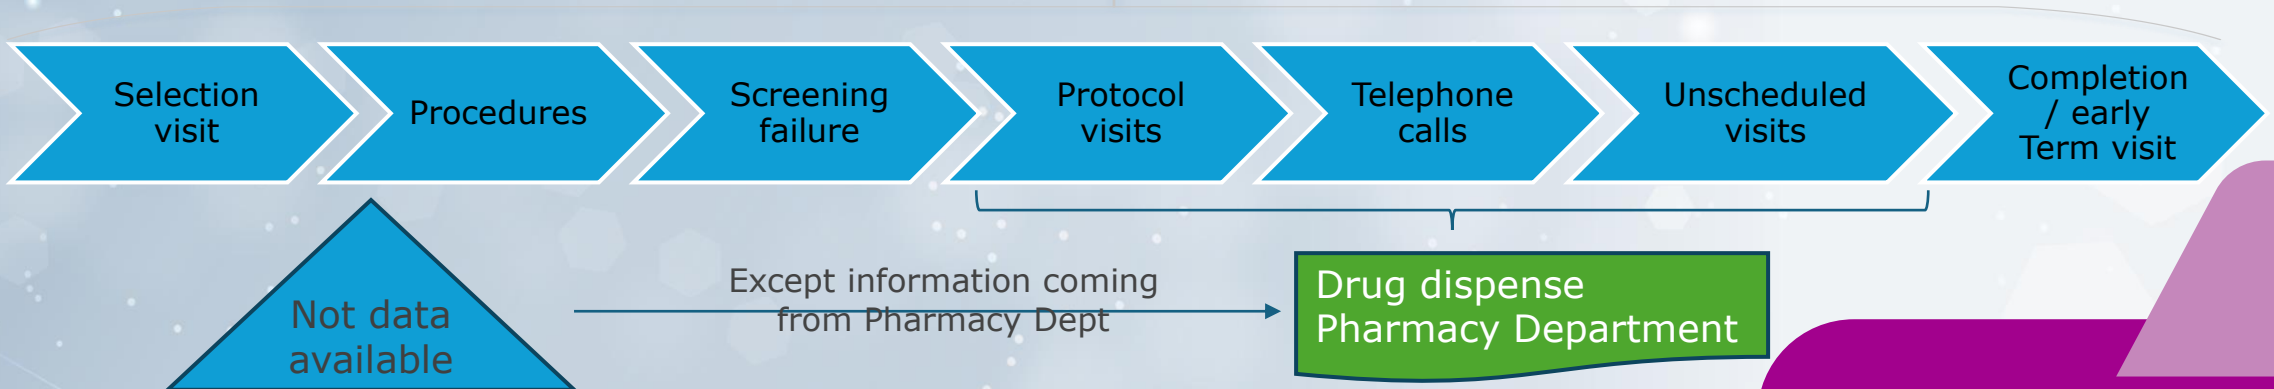 Selection
visit
Procedures
Screening
failure
Protocol
visits
Telephone
calls
Unscheduled
visits
Completion
/ early
Term visit
Not data
available
Except information coming
from Pharmacy Dept
Drug dispense
Pharmacy Department